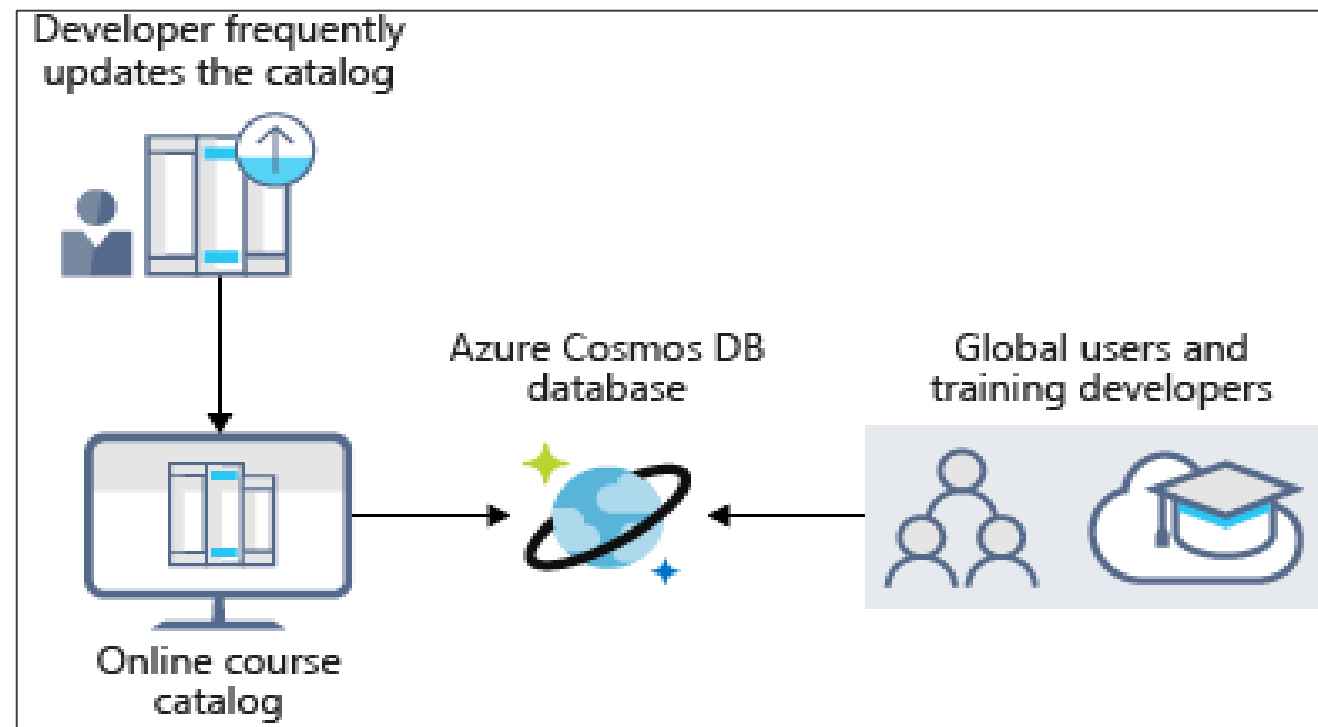 Developer frequently
updates the catalog
Azure Cosmos DB
database
Global users and
training developers
Online course
catalog